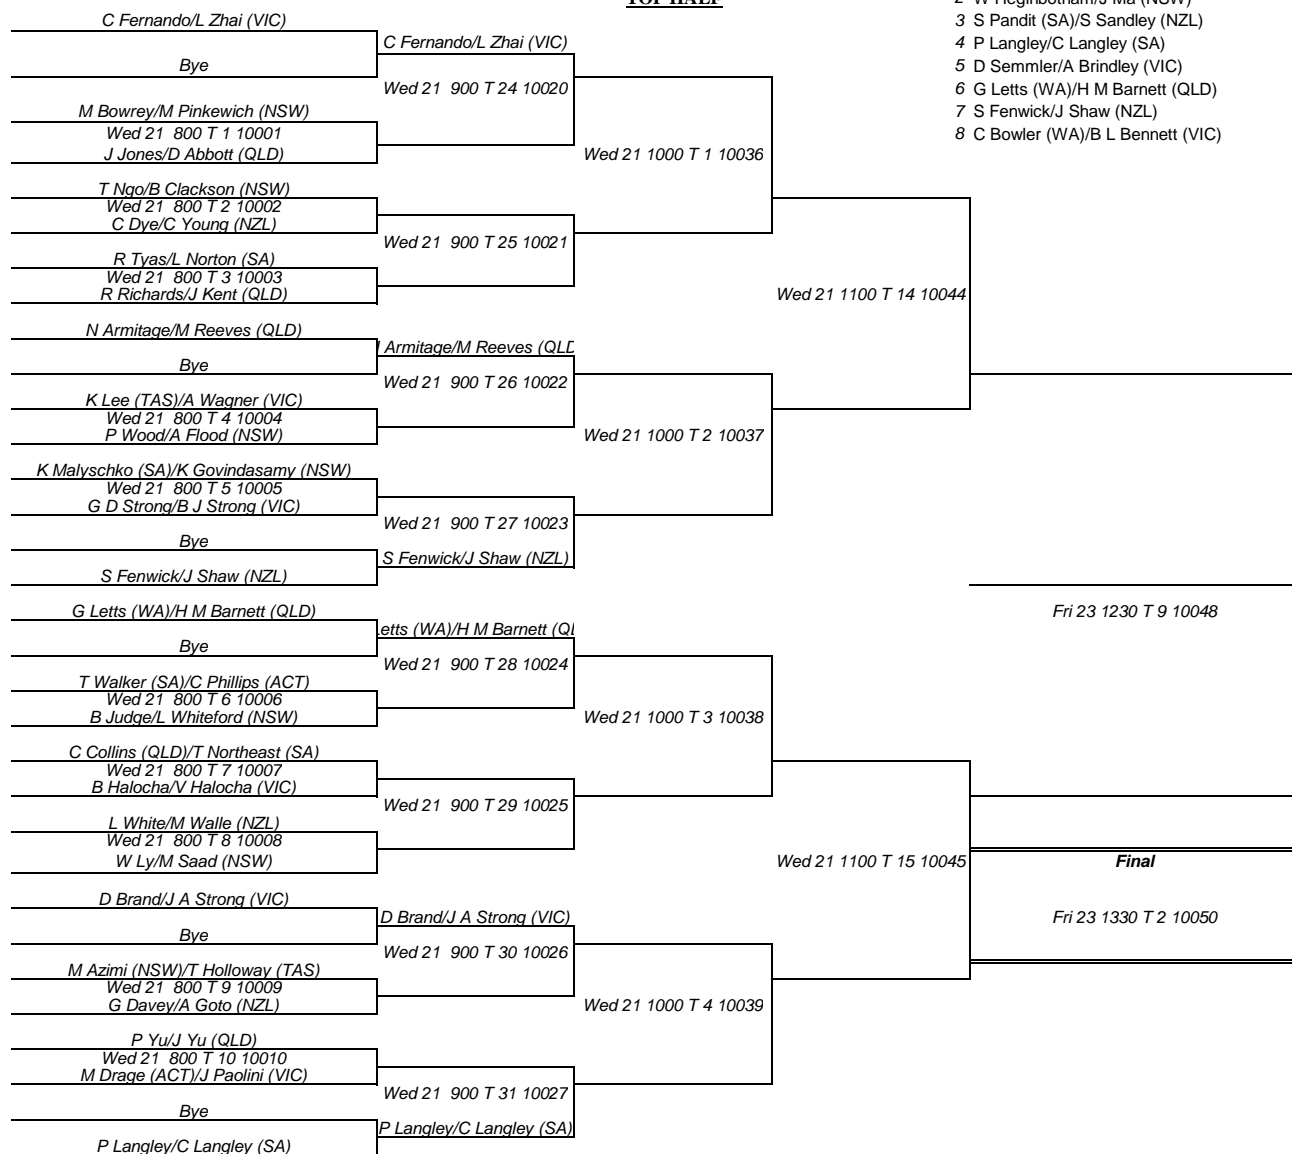 TOP HALF
2 W Heginbotham/J Ma (NSW)
3 S Pandit (SA)/S Sandley (NZL)
4 P Langley/C Langley (SA)
5 D Semmler/A Brindley (VIC)
6 G Letts (WA)/H M Barnett (QLD)
7 S Fenwick/J Shaw (NZL)
8 C Bowler (WA)/B L Bennett (VIC)
C Fernando/L Zhai (VIC)
C Fernando/L Zhai (VIC)
Bye
Wed 21 900 T 24 10020
M Bowrey/M Pinkewich (NSW)
Wed 21 800 T 1 10001
J Jones/D Abbott (QLD)
Wed 21 1000 T 1 10036
T Ngo/B Clackson (NSW)
Wed 21 800 T 2 10002
C Dye/C Young (NZL)
Wed 21 900 T 25 10021
R Tyas/L Norton (SA)
Wed 21 800 T 3 10003
R Richards/J Kent (QLD)
Wed 21 1100 T 14 10044
N Armitage/M Reeves (QLD)
Armitage/M Reeves (QLD
Bye
Wed 21 900 T 26 10022
K Lee (TAS)/A Wagner (VIC)
Wed 21 800 T 4 10004
P Wood/A Flood (NSW)
Wed 21 1000 T 2 10037
K Malyschko (SA)/K Govindasamy (NSW)
Wed 21 800 T 5 10005
G D Strong/B J Strong (VIC)
Wed 21 900 T 27 10023
Bye
S Fenwick/J Shaw (NZL)
S Fenwick/J Shaw (NZL)
G Letts (WA)/H M Barnett (QLD)
Fri 23 1230 T 9 10048
Letts (WA)/H M Barnett (QL
Bye
Wed 21 900 T 28 10024
T Walker (SA)/C Phillips (ACT)
Wed 21 800 T 6 10006
B Judge/L Whiteford (NSW)
Wed 21 1000 T 3 10038
C Collins (QLD)/T Northeast (SA)
Wed 21 800 T 7 10007
B Halocha/V Halocha (VIC)
Wed 21 900 T 29 10025
L White/M Walle (NZL)
Wed 21 800 T 8 10008
W Ly/M Saad (NSW)
Wed 21 1100 T 15 10045
Final
D Brand/J A Strong (VIC)
D Brand/J A Strong (VIC)
Fri 23 1330 T 2 10050
Bye
Wed 21 900 T 30 10026
M Azimi (NSW)/T Holloway (TAS)
Wed 21 800 T 9 10009
G Davey/A Goto (NZL)
Wed 21 1000 T 4 10039
P Yu/J Yu (QLD)
Wed 21 800 T 10 10010
M Drage (ACT)/J Paolini (VIC)
Wed 21 900 T 31 10027
Bye
P Langley/C Langley (SA)
P Langley/C Langley (SA)